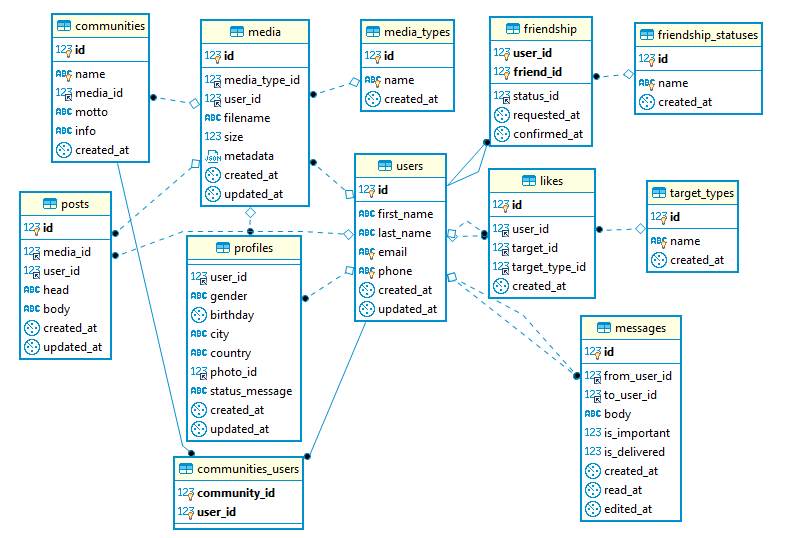 communities
123 id
ABC name
123 media_id
ABC motto
ABC info
created_at
media
123 id
123 media_type_id
123 user_id
ABC filename
123 size
JSON metadata
created_at
updated_at
media_types
123 id
ABC name
created_at
friendship
123 user_id
123 friend_id
123 status_id
requested_at
confirmed_at
friendship_statuses
123 id
ABC name
created_at
posts
123 id
123 media_id
123 user_id
ABC head
ABC body
created_at
updated_at
profiles
123 user_id
ABC gender
birthday
ABC city
ABC country
123 photo_id
ABC status_message
created_at
updated_at
users
123 id
ABC first_name
ABC last_name
ABC email
ABC phone
created_at
updated_at
likes
123 id
123 user_id
123 target_id
123 target_type_id
created_at
target_types
123 id
ABC name
created_at
messages
123 id
123 from_user_id
123 to_user_id
ABC body
123 is_important
123 is_delivered
created_at
read_at
edited_at
communities_users
123 community_id
123 user_id